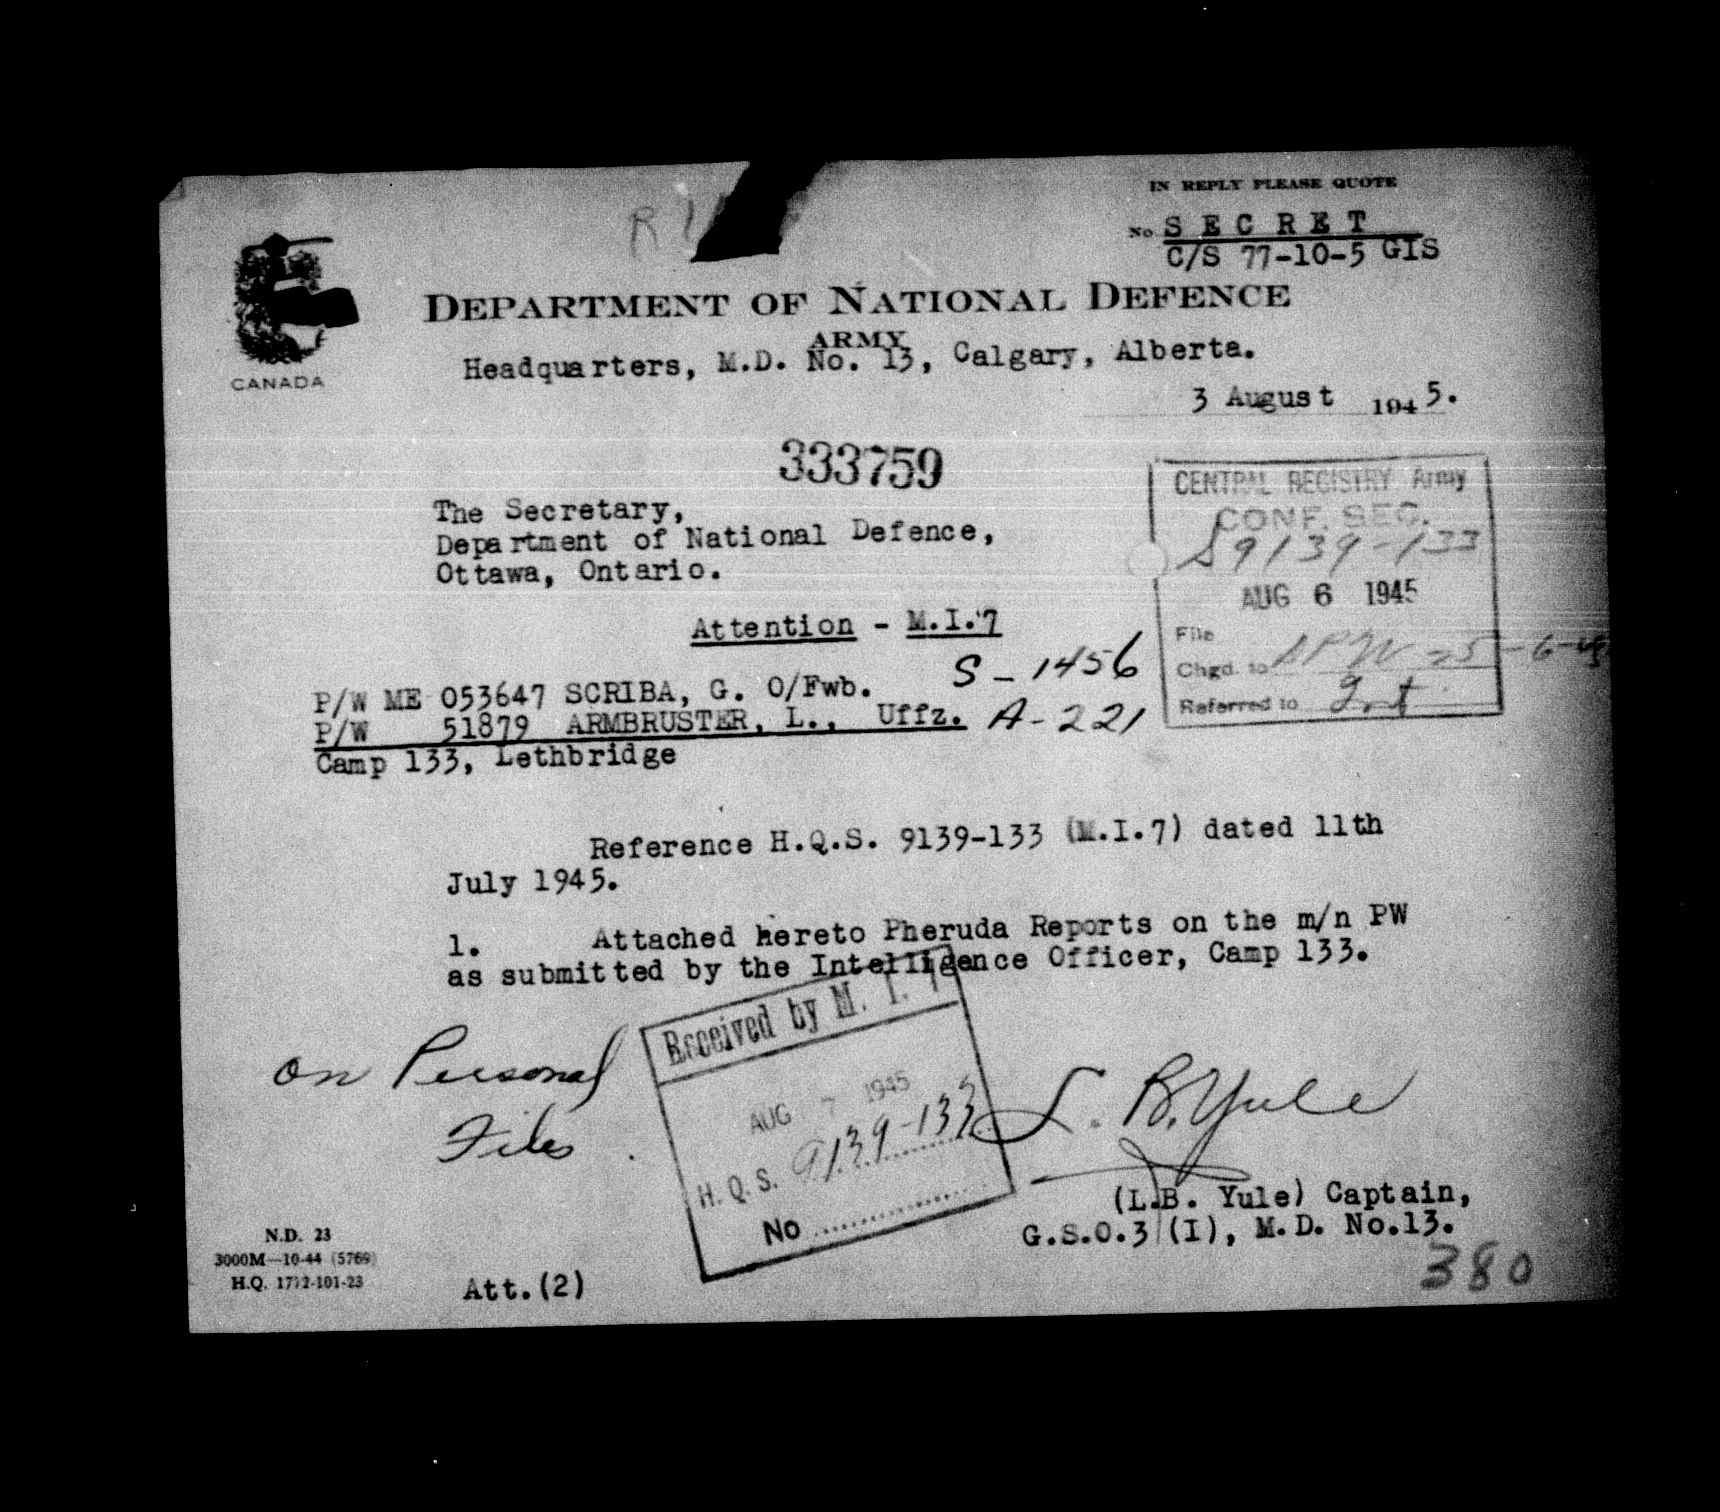 IN REPLY PLEASE QUOTE
No SECRET
C/S 77-10-5 GIS
CANADA
DEPARTMENT OF NATIONAL DEFENCE
ARMY
Headquarters, M.D. No. 13, Calgary, Alberta.
3 August 1945.
333759
CENTRAL REGISTRY Army
CONF. SEC.
S9139-133
AUG 6 1945
File
Chgd. to
Referred to
The Secretary,
Department of National Defence,
Ottawa, Ontario.
Attention - M.I.7
P/W ME 053647 SCRIBA, G. O/Fwb. S-1456
P/W 51879 ARMBRUSTER, L., Uffz. A-221
Camp 133, Lethbridge
Reference H.Q.S. 9139-133 (M.I.7) dated 11th
July 1945.
1. Attached hereto Pheruda Reports on the m/n PW
as submitted by the Intelligence Officer, Camp 133.
On Personal
Files.
Received by M. I. 7
AUG 7 1945
H. Q. S. 9139-133
No
L. B. Yule
(L.B. Yule) Captain,
G.S.O.3 (I), M.D. No.13.
380
N.D. 23
3000M—10-44 (5769)
H.Q. 1772-101-23
Att.(2)